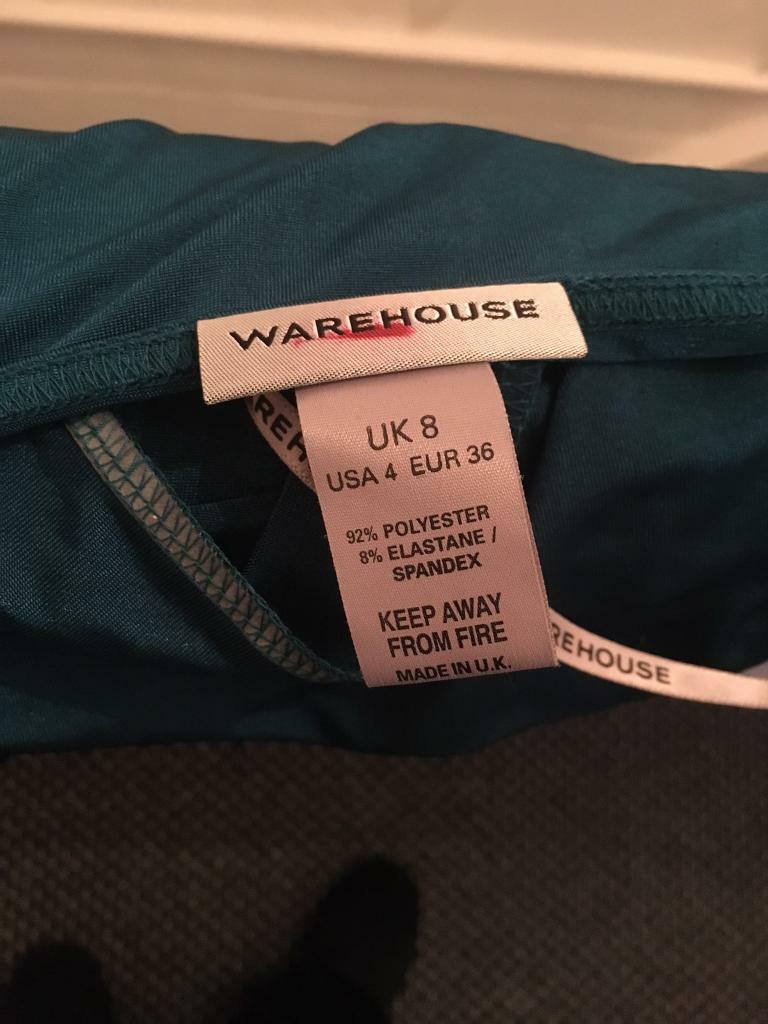 WAREHOUSE
REH
UK 8
USA 4 EUR 36
92% POLYESTER
8% ELASTANE /
SPANDEX
KEEP AWAY
FROM FIRE
MADE IN U.K.
REHOUSE